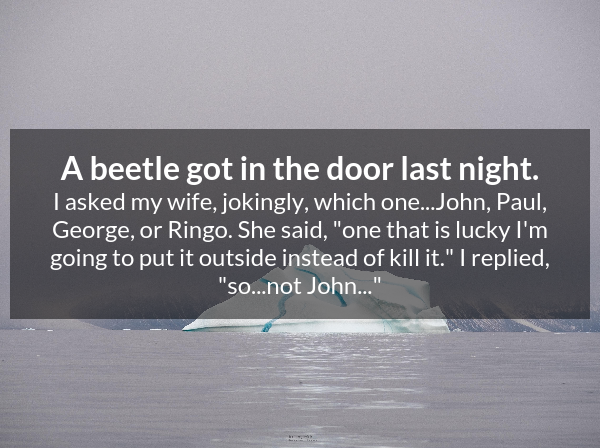 A beetle got in the door last night.
I asked my wife, jokingly, which one...John, Paul,
George, or Ringo. She said, "one that is lucky I'm
going to put it outside instead of kill it." I replied,
"so...not John..."